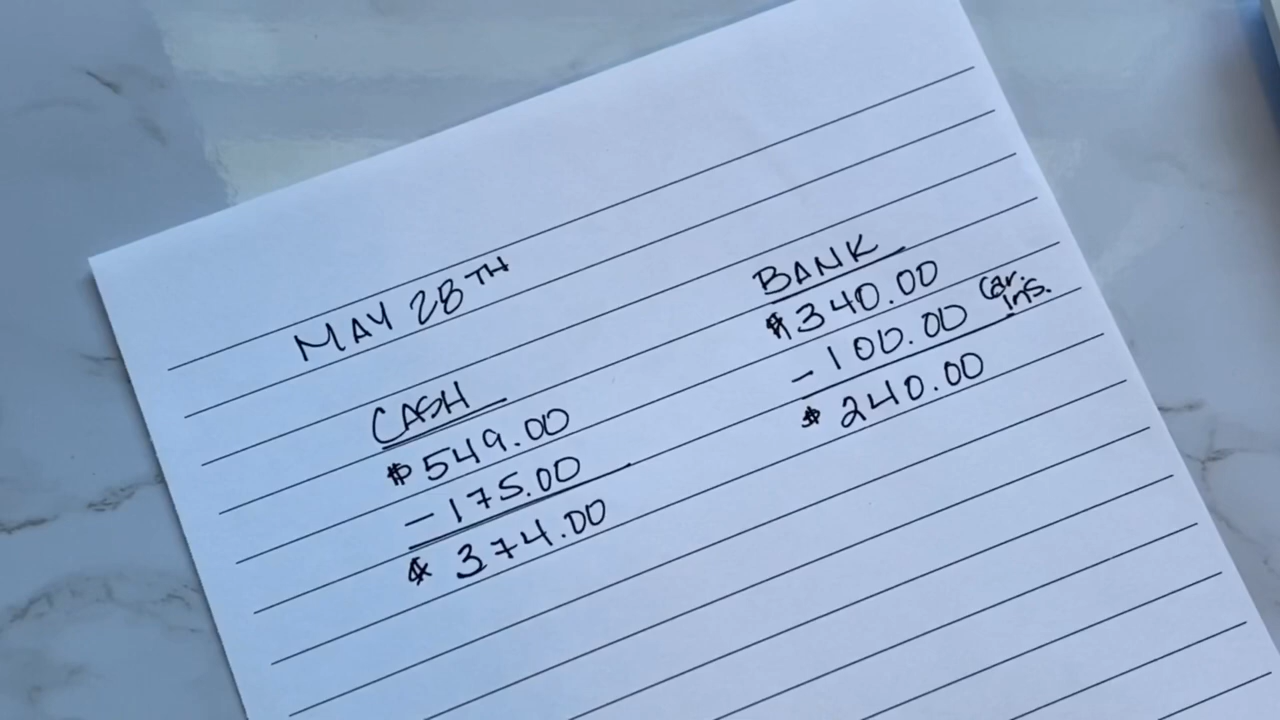 MAY 28TH
CASH
$549.00
-175.00
$ 374.00
BANK
$340.00
-100.00 Car. Ins.
$ 240.00